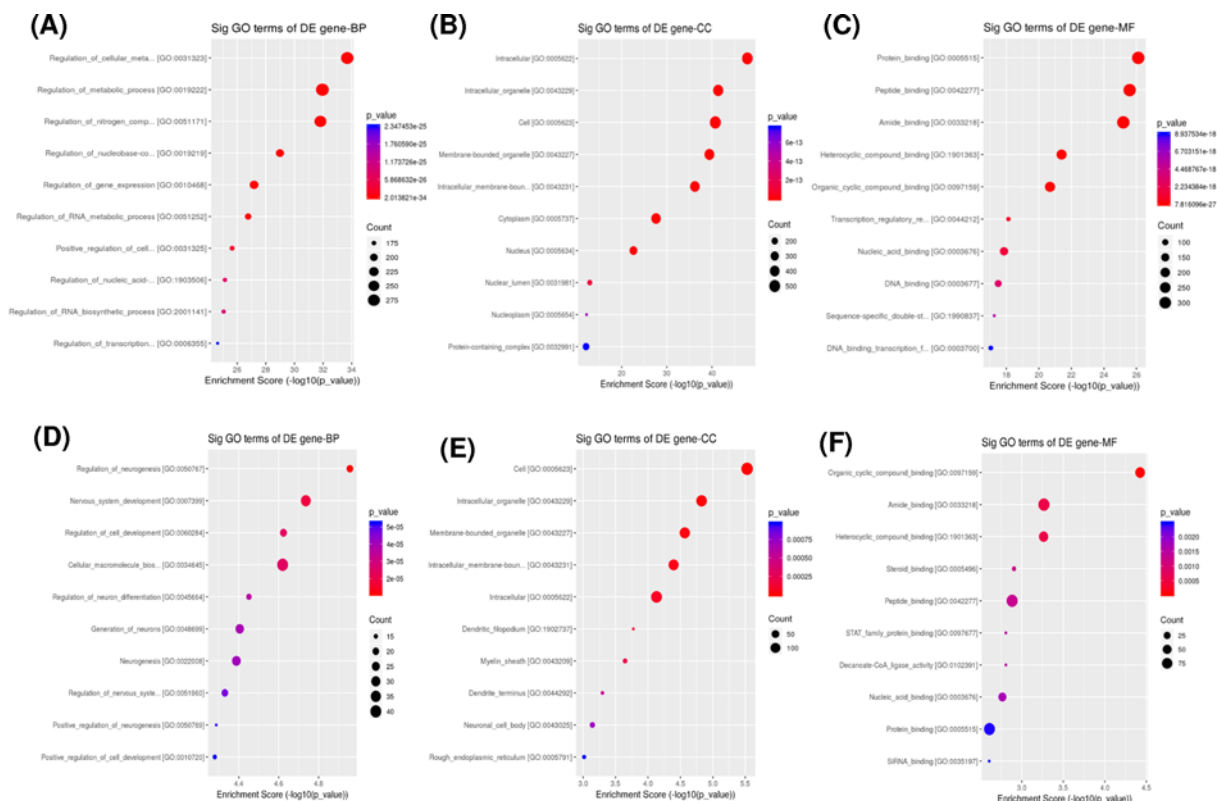 (A)
Sig GO terms of DE gene-BP
Regulation_of_cellular_meta... [GO:0031323]
Regulation_of_metabolic_process [GO:0019222]
Regulation_of_nitrogen_comp... [GO:0051171]
Regulation_of_nucleobase-co... [GO:0019219]
Regulation_of_gene_expression [GO:0010468]
Regulation_of_RNA_metabolic_process [GO:0051252]
Positive_regulation_of_cell... [GO:0031325]
Regulation_of_nucleic_acid-... [GO:1903506]
Regulation_of_RNA_biosynthetic_process [GO:2001141]
Regulation_of_transcription... [GO:0006355]
26 28 30 32 34
Enrichment Score (-log10(p_value))
p_value
2.347453e-25
1.760590e-25
1.173726e-25
5.868632e-26
2.013821e-34
Count
175
200
225
250
275
(B)
Sig GO terms of DE gene-CC
Intracellular [GO:0005622]
Intracellular_organelle [GO:0043229]
Cell [GO:0005623]
Membrane-bounded_organelle [GO:0043227]
Intracellular_membrane-boun... [GO:0043231]
Cytoplasm [GO:0005737]
Nucleus [GO:0005634]
Nuclear_lumen [GO:0031981]
Nucleoplasm [GO:0005654]
Protein-containing_complex [GO:0032991]
20 30 40
Enrichment Score (-log10(p_value))
p_value
6e-13
4e-13
2e-13
Count
200
300
400
500
(C)
Sig GO terms of DE gene-MF
Protein_binding [GO:0005515]
Peptide_binding [GO:0042277]
Amide_binding [GO:0033218]
Heterocyclic_compound_binding [GO:1901363]
Organic_cyclic_compound_binding [GO:0097159]
Transcription_regulatory_re... [GO:0044212]
Nucleic_acid_binding [GO:0003676]
DNA_binding [GO:0003677]
Sequence-specific_double-st... [GO:1990837]
DNA_binding_transcription_f... [GO:0003700]
18 20 22 24 26
Enrichment Score (-log10(p_value))
p_value
8.937534e-18
6.703151e-18
4.468767e-18
2.234384e-18
7.816096e-27
Count
100
150
200
250
300
(D)
Sig GO terms of DE gene-BP
Regulation_of_neurogenesis [GO:0050767]
Nervous_system_development [GO:0007399]
Regulation_of_cell_development [GO:0060284]
Cellular_macromolecule_bios... [GO:0034645]
Regulation_of_neuron_differentiation [GO:0045664]
Generation_of_neurons [GO:0048699]
Neurogenesis [GO:0022008]
Regulation_of_nervous_syste... [GO:0051960]
Positive_regulation_of_neurogenesis [GO:0050769]
Positive_regulation_of_cell_development [GO:0010720]
4.4 4.6 4.8
Enrichment Score (-log10(p_value))
p_value
5e-05
4e-05
3e-05
2e-05
Count
15
20
25
30
35
40
(E)
Sig GO terms of DE gene-CC
Cell [GO:0005623]
Intracellular_organelle [GO:0043229]
Membrane-bounded_organelle [GO:0043227]
Intracellular_membrane-boun... [GO:0043231]
Intracellular [GO:0005622]
Dendritic_filopodium [GO:1902737]
Myelin_sheath [GO:0043209]
Dendrite_terminus [GO:0044292]
Neuronal_cell_body [GO:0043025]
Rough_endoplasmic_reticulum [GO:0005791]
3.0 3.5 4.0 4.5 5.0 5.5
Enrichment Score (-log10(p_value))
p_value
0.00075
0.00050
0.00025
Count
50
100
(F)
Sig GO terms of DE gene-MF
Organic_cyclic_compound_binding [GO:0097159]
Amide_binding [GO:0033218]
Heterocyclic_compound_binding [GO:1901363]
Steroid_binding [GO:0005496]
Peptide_binding [GO:0042277]
STAT_family_protein_binding [GO:0097677]
Decanoate-CoA_ligase_activity [GO:0102391]
Nucleic_acid_binding [GO:0003676]
Protein_binding [GO:0005515]
SiRNA_binding [GO:0035197]
3.0 3.5 4.0 4.5
Enrichment Score (-log10(p_value))
p_value
0.0020
0.0015
0.0010
0.0005
Count
25
50
75